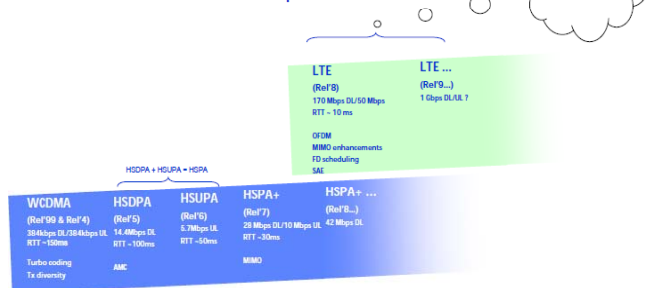 LTE
(Rel'8)
170 Mbps DL/50 Mbps
RTT ~ 10 ms
OFDM
MIMO enhancements
FD scheduling
SAE
LTE ...
(Rel'9...)
1 Gbps DL/UL ?
HSDPA + HSUPA = HSPA
WCDMA
(Rel'99 & Rel'4)
384kbps DL/384kbps UL
RTT ~150ms
Turbo coding
Tx diversity
HSDPA
(Rel'5)
14.4Mbps DL
RTT ~100ms
AMC
HSUPA
(Rel'6)
5.7Mbps UL
RTT ~50ms
HSPA+
(Rel'7)
28 Mbps DL/10 Mbps UL
RTT ~30ms
MIMO
HSPA+ ...
(Rel'8...)
42 Mbps DL